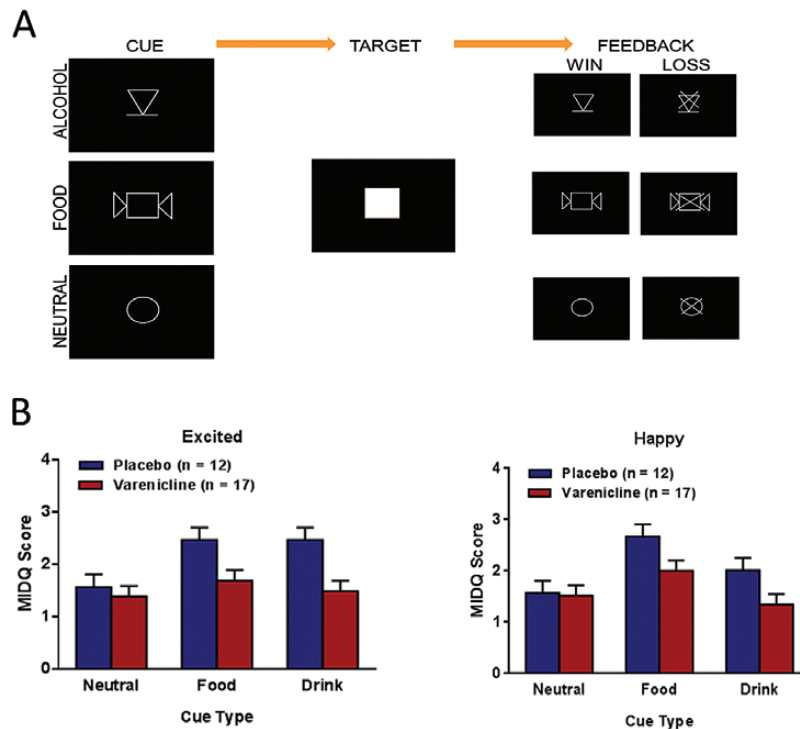 A
CUE
TARGET
FEEDBACK
WIN
LOSS
ALCOHOL
FOOD
NEUTRAL
B
Excited
Placebo (n = 12)
Varenicline (n = 17)
MIDQ Score
4
3
2
1
0
Neutral
Food
Drink
Cue Type
Happy
Placebo (n = 12)
Varenicline (n = 17)
MIDQ Score
4
3
2
1
0
Neutral
Food
Drink
Cue Type